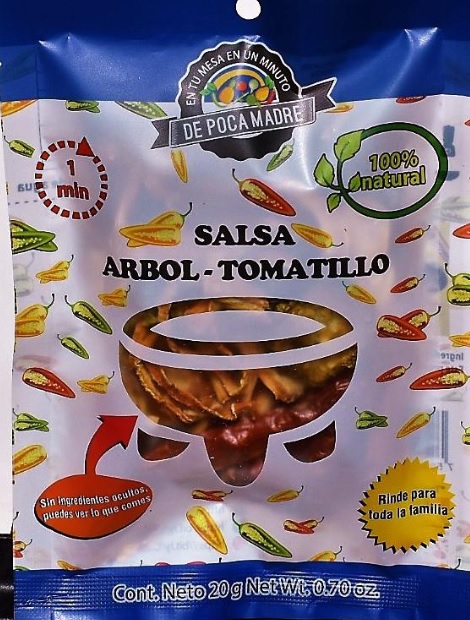 EN TU MESA EN UN MINUTO
DE POCA MADRE
1
min
100%
natural
SALSA
ARBOL - TOMATILLO
Sin ingredientes ocultos,
puedes ver lo que comes
Rinde para
toda la familia
Cont. Neto 20 g Net Wt. 0.70 oz.